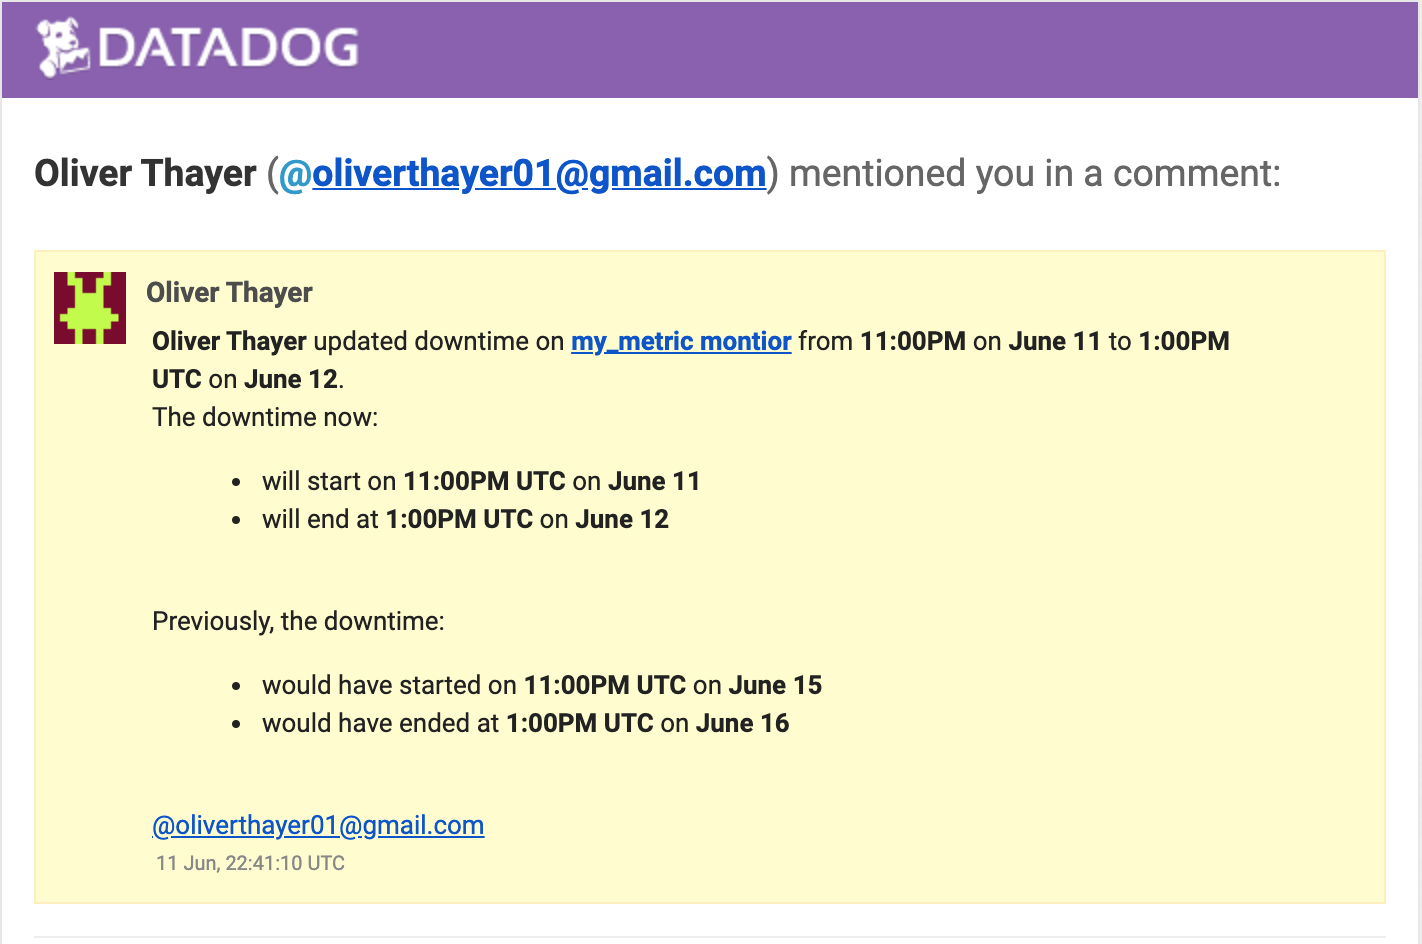 DATADOG
Oliver Thayer (@oliverthayer01@gmail.com) mentioned you in a comment:
Oliver Thayer
Oliver Thayer updated downtime on my_metric montior from 11:00PM on June 11 to 1:00PM
UTC on June 12.
The downtime now:
• will start on 11:00PM UTC on June 11
• will end at 1:00PM UTC on June 12
Previously, the downtime:
• would have started on 11:00PM UTC on June 15
• would have ended at 1:00PM UTC on June 16
@oliverthayer01@gmail.com
11 Jun, 22:41:10 UTC